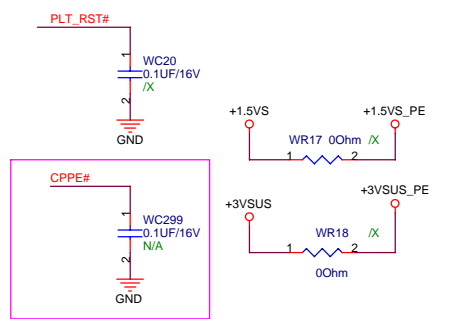 PLT_RST#
1
WC20
0.1UF/16V
/X
2
GND
+1.5VS
+1.5VS_PE
WR17 0Ohm /X
1 2
CPPE#
1
WC299
0.1UF/16V
N/A
2
GND
+3VSUS
+3VSUS_PE
WR18 /X
1 2
0Ohm